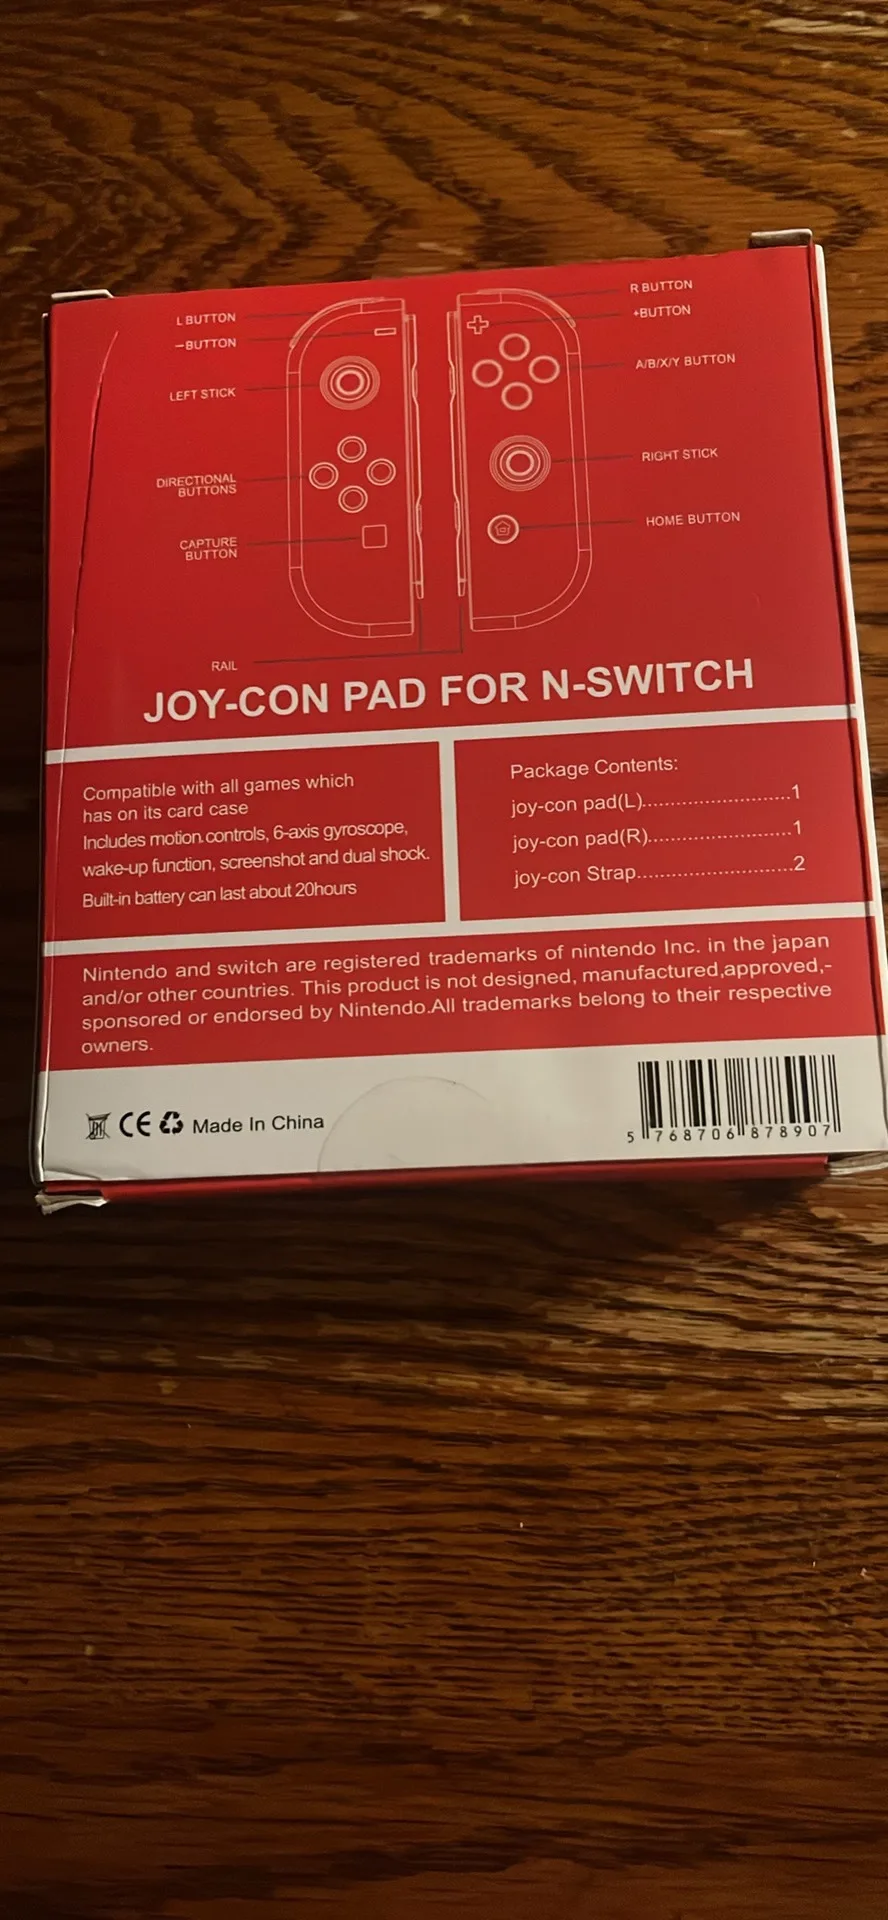 L BUTTON
−BUTTON
LEFT STICK
DIRECTIONAL
BUTTONS
CAPTURE
BUTTON
R BUTTON
+BUTTON
A/B/X/Y BUTTON
RIGHT STICK
HOME BUTTON
RAIL
JOY-CON PAD FOR N-SWITCH
Compatible with all games which
has on its card case
Includes motion.controls, 6-axis gyroscope,
wake-up function, screenshot and dual shock.
Built-in battery can last about 20hours
Package Contents:
joy-con pad(L)..........................1
joy-con pad(R).........................1
joy-con Strap...........................2
Nintendo and switch are registered trademarks of nintendo Inc. in the japan
and/or other countries. This product is not designed, manufactured,approved,-
sponsored or endorsed by Nintendo.All trademarks belong to their respective
owners.
CE Made In China
5 768706 878907